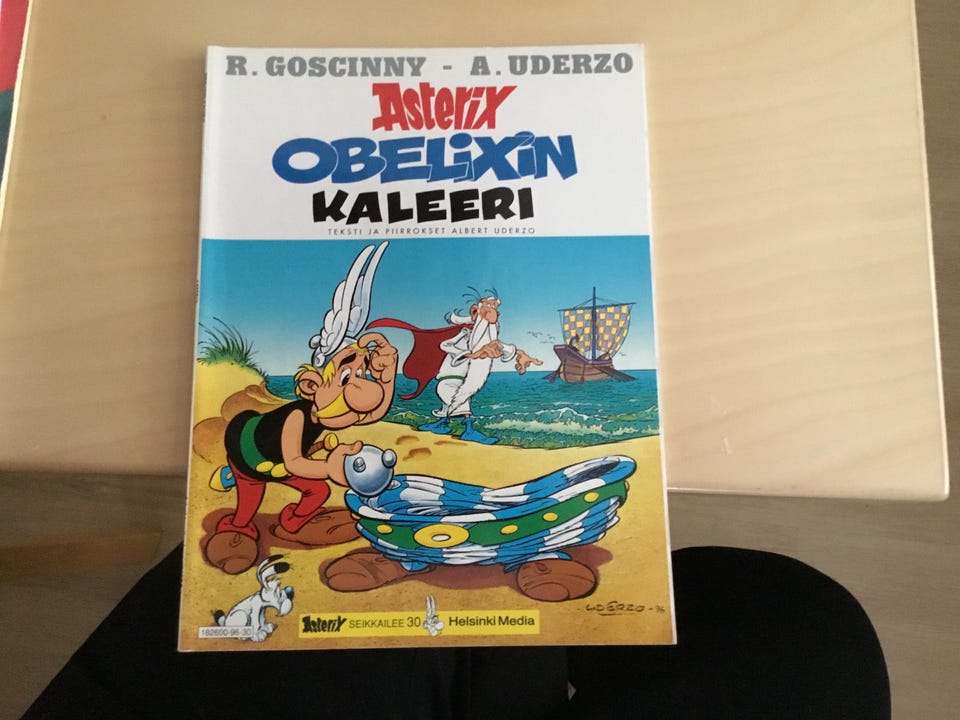 R. GOSCINNY - A. UDERZO
Asterix
OBELiXiN
KALEERI
TEKSTI JA PIIRROKSET ALBERT UDERZO
UDERZO -96
182600-96-30
Asterix SEIKKAILEE 30 Helsinki Media